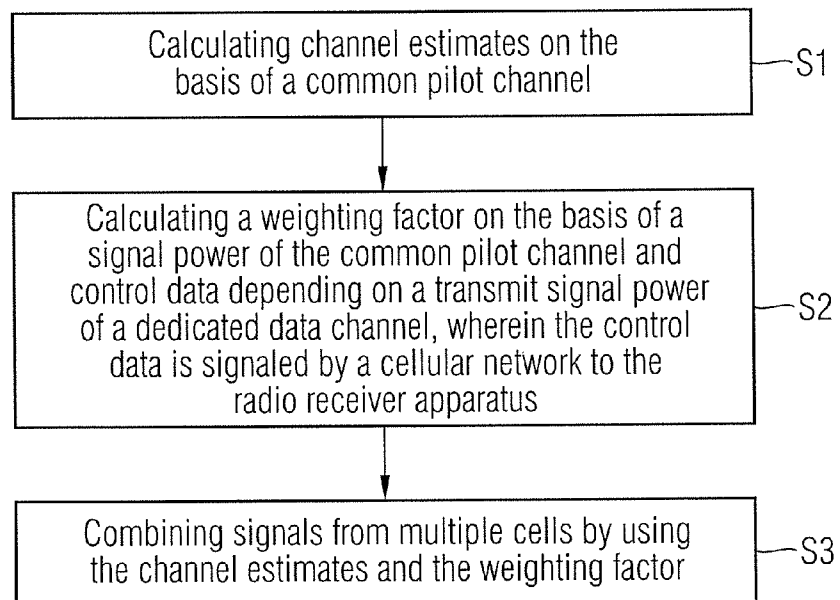 Calculating channel estimates on the
basis of a common pilot channel
S1
Calculating a weighting factor on the basis of a
signal power of the common pilot channel and
control data depending on a transmit signal power
of a dedicated data channel, wherein the control
data is signaled by a cellular network to the
radio receiver apparatus
S2
Combining signals from multiple cells by using
the channel estimates and the weighting factor
S3